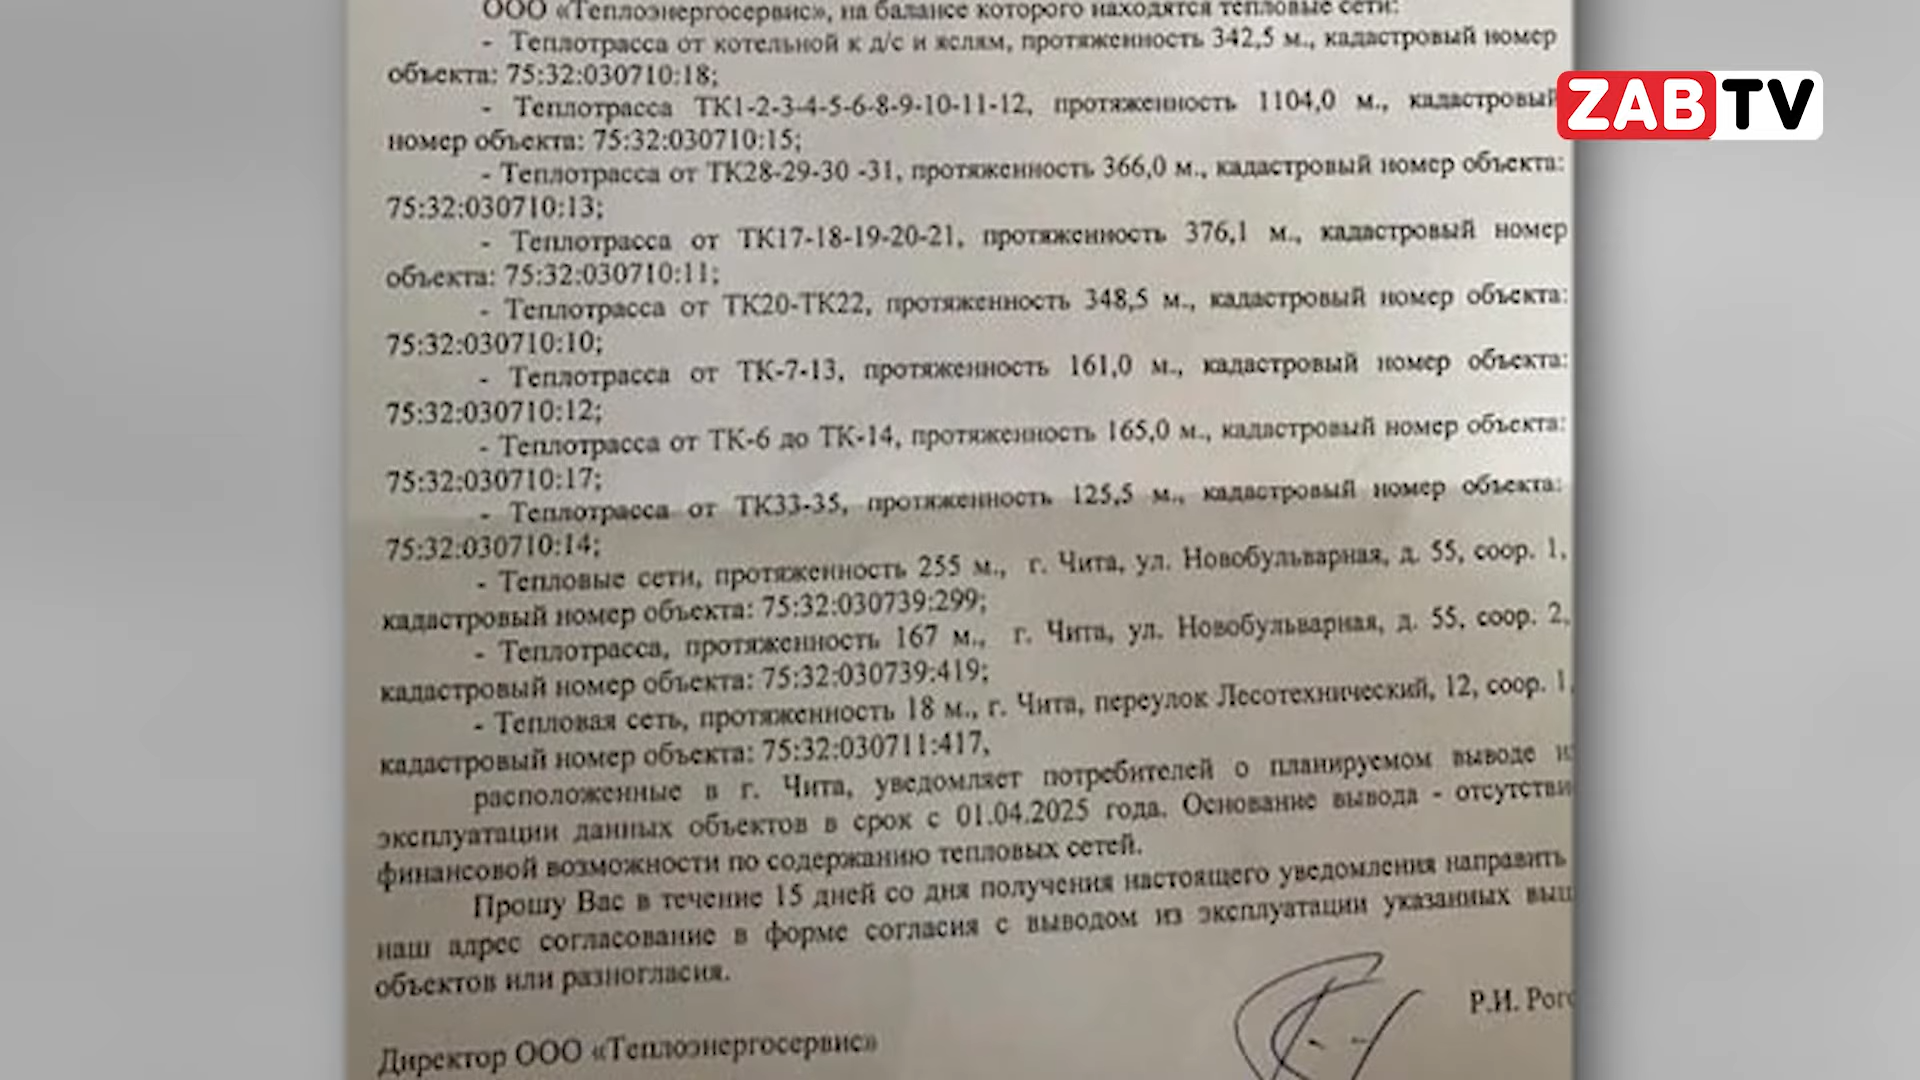 ООО «Теплоэнергосервис», на балансе которого находятся тепловые сети:
- Теплотрасса от котельной к д/с и яслям, протяженность 342,5 м., кадастровый номер
объекта: 75:32:030710:18;
- Теплотрасса ТК1-2-3-4-5-6-8-9-10-11-12, протяженность 1104,0 м., кадастровый
номер объекта: 75:32:030710:15;
- Теплотрасса от ТК28-29-30 -31, протяженность 366,0 м., кадастровый номер объекта:
75:32:030710:13;
- Теплотрасса от ТК17-18-19-20-21, протяженность 376,1 м., кадастровый номер
объекта: 75:32:030710:11;
- Теплотрасса от ТК20-ТК22, протяженность 348,5 м., кадастровый номер объекта:
75:32:030710:10;
- Теплотрасса от ТК-7-13, протяженность 161,0 м., кадастровый номер объекта:
75:32:030710:12;
- Теплотрасса от ТК-6 до ТК-14, протяженность 165,0 м., кадастровый номер объекта:
75:32:030710:17;
- Теплотрасса от ТК33-35, протяженность 125,5 м., кадастровый номер объекта:
75:32:030710:14;
- Тепловые сети, протяженность 255 м., г. Чита, ул. Новобульварная, д. 55, соор. 1,
кадастровый номер объекта: 75:32:030739:299;
- Теплотрасса, протяженность 167 м., г. Чита, ул. Новобульварная, д. 55, соор. 2,
кадастровый номер объекта: 75:32:030739:419;
- Тепловая сеть, протяженность 18 м., г. Чита, переулок Лесотехнический, 12, соор. 1,
кадастровый номер объекта: 75:32:030711:417,
расположенные в г. Чита, уведомляет потребителей о планируемом выводе из
эксплуатации данных объектов в срок с 01.04.2025 года. Основание вывода - отсутствие
финансовой возможности по содержанию тепловых сетей.
Прошу Вас в течение 15 дней со дня получения настоящего уведомления направить
наш адрес согласование в форме согласия с выводом из эксплуатации указанных выш
объектов или разногласия.
Директор ООО «Теплоэнергосервис»
Р.И. Рого
ZABTV